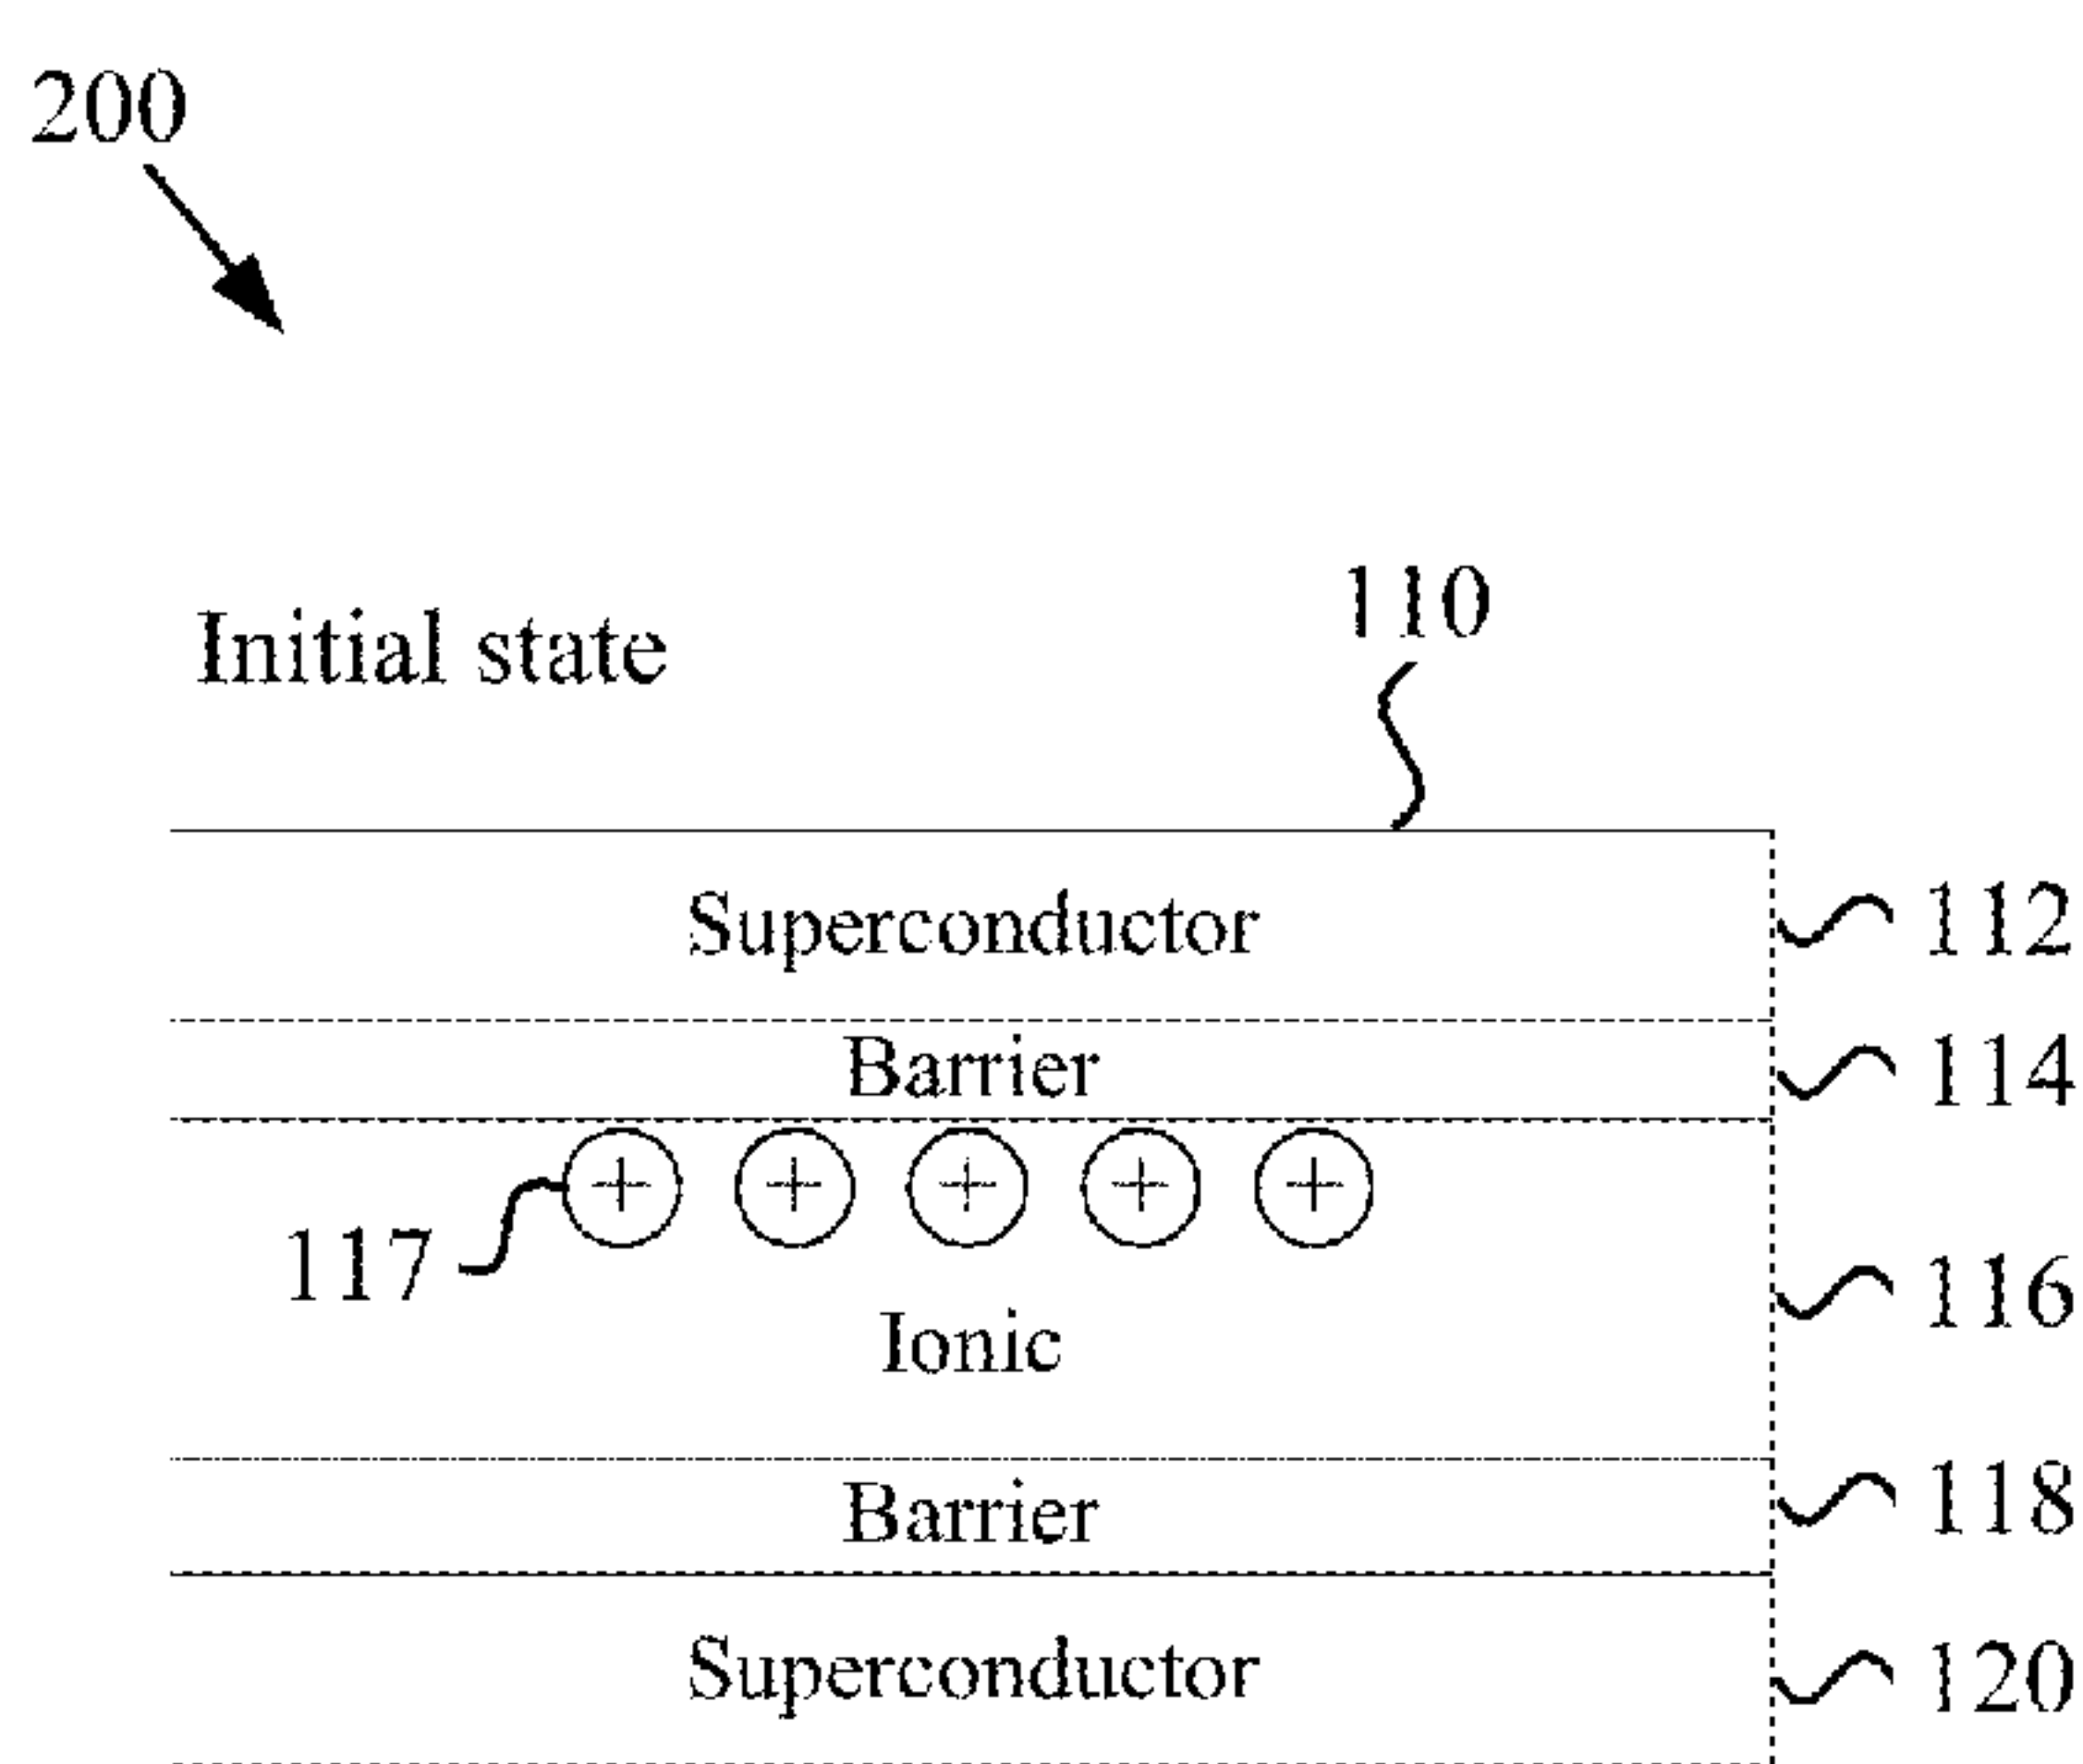 200
Initial state
110
Superconductor 112
Barrier 114
+ + + + +
117
116
Ionic
Barrier 118
Superconductor 120